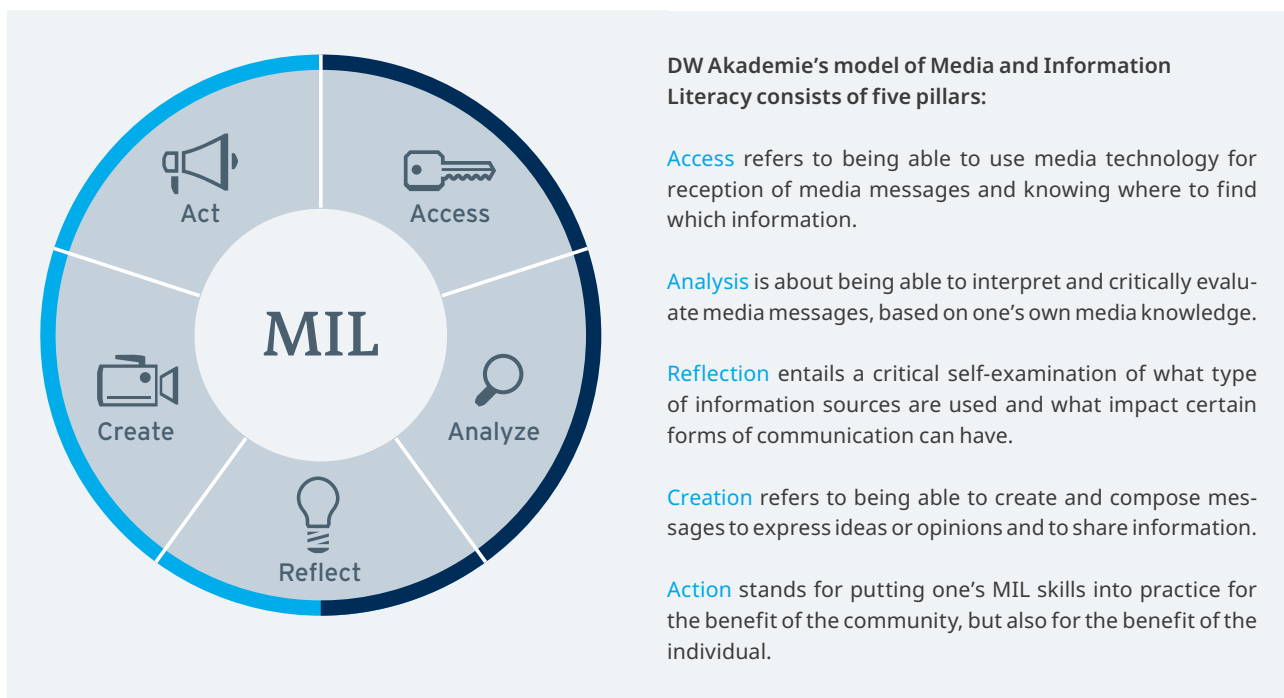 Act
Access
MIL
Create
Analyze
Reflect
DW Akademie’s model of Media and Information
Literacy consists of five pillars:
Access refers to being able to use media technology for
reception of media messages and knowing where to find
which information.
Analysis is about being able to interpret and critically evalu-
ate media messages, based on one’s own media knowledge.
Reflection entails a critical self-examination of what type
of information sources are used and what impact certain
forms of communication can have.
Creation refers to being able to create and compose mes-
sages to express ideas or opinions and to share information.
Action stands for putting one’s MIL skills into practice for
the benefit of the community, but also for the benefit of the
individual.